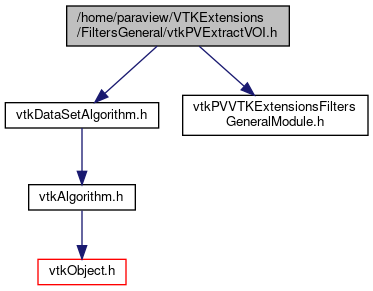 /home/paraview/VTKExtensions
/FiltersGeneral/vtkPVExtractVOI.h
vtkDataSetAlgorithm.h
vtkPVVTKExtensionsFilters
GeneralModule.h
vtkAlgorithm.h
vtkObject.h